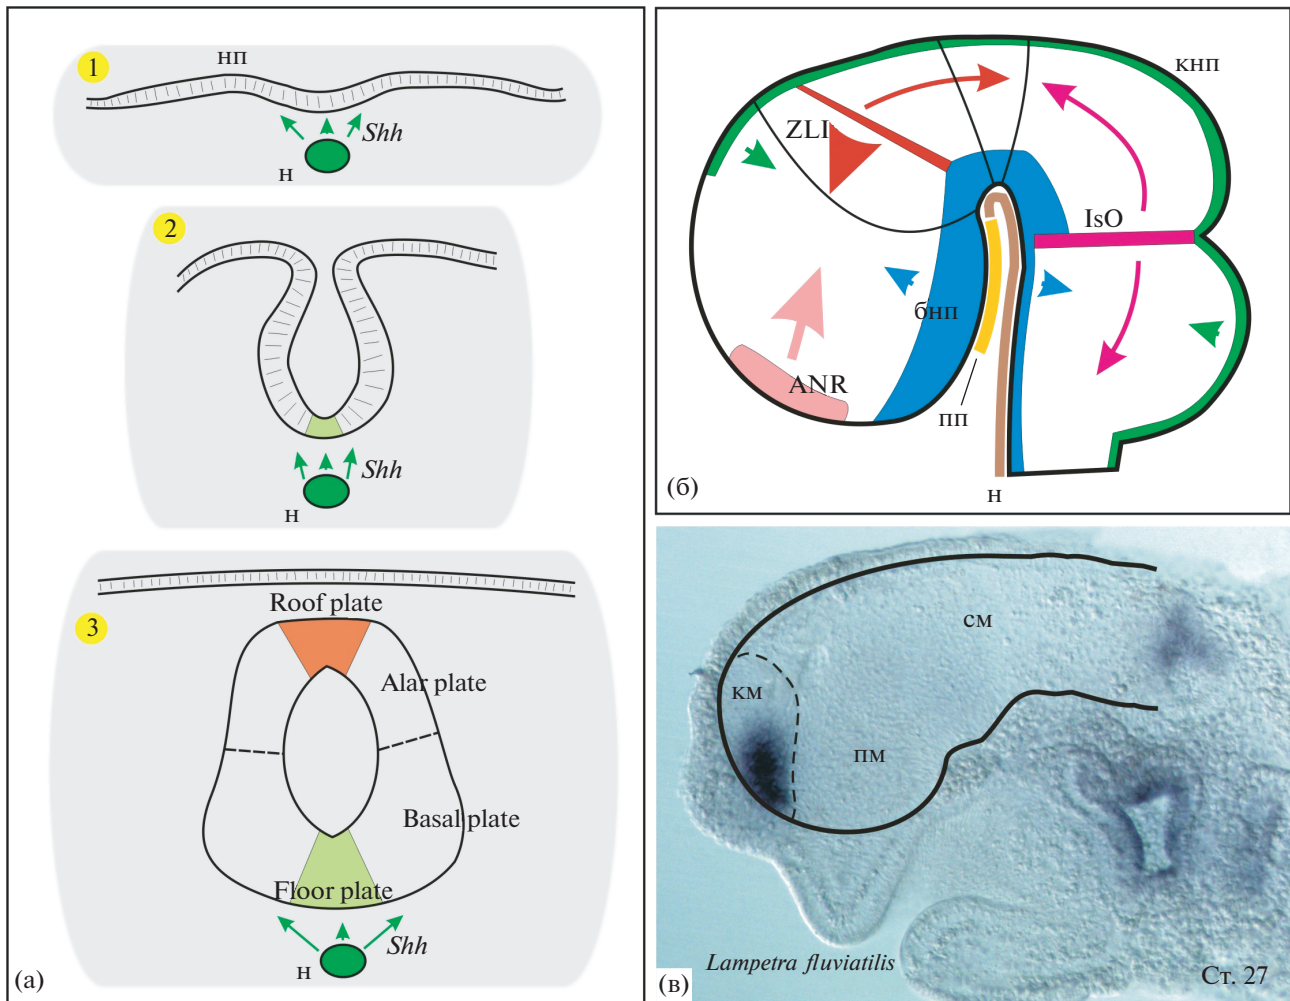 1
нп
Shh
н
2
Shh
н
3
Roof plate
Alar plate
Basal plate
Floor plate
Shh
н
(а)
кнп
ZLI
IsO
бнп
ANR
пп
н
(б)
см
км
пм
Lampetra fluviatilis
Ст. 27
(в)